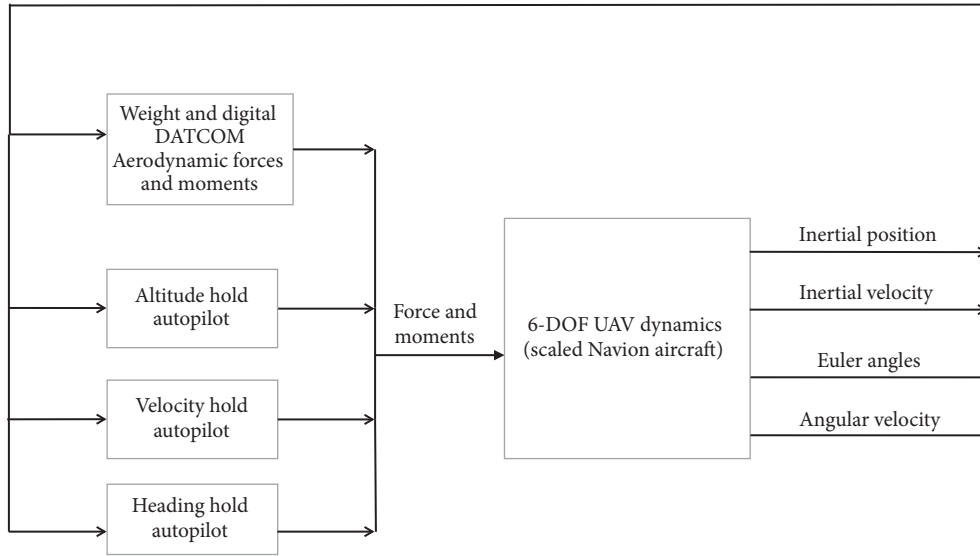 Weight and digital
DATCOM
Aerodynamic forces
and moments
Altitude hold
autopilot
Velocity hold
autopilot
Heading hold
autopilot
Force and
moments
6-DOF UAV dynamics
(scaled Navion aircraft)
Inertial position
Inertial velocity
Euler angles
Angular velocity